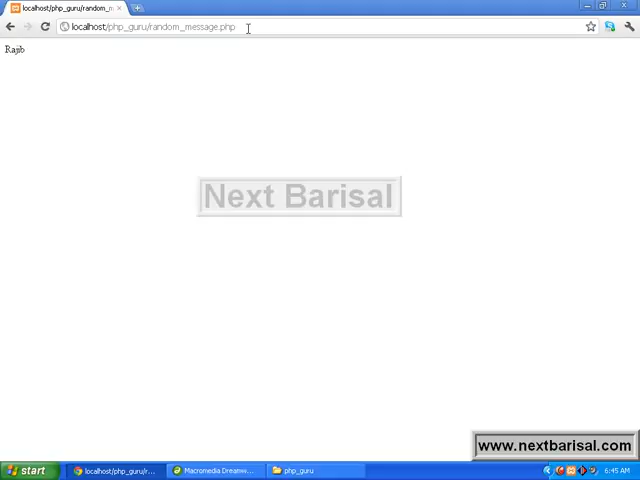 localhost/php_guru/random_m
localhost/php_guru/random_message.php
Rajib
Next Barisal
www.nextbarisal.com
start
localhost/php_guru/r...
Macromedia Dreamw...
php_guru
6:45 AM